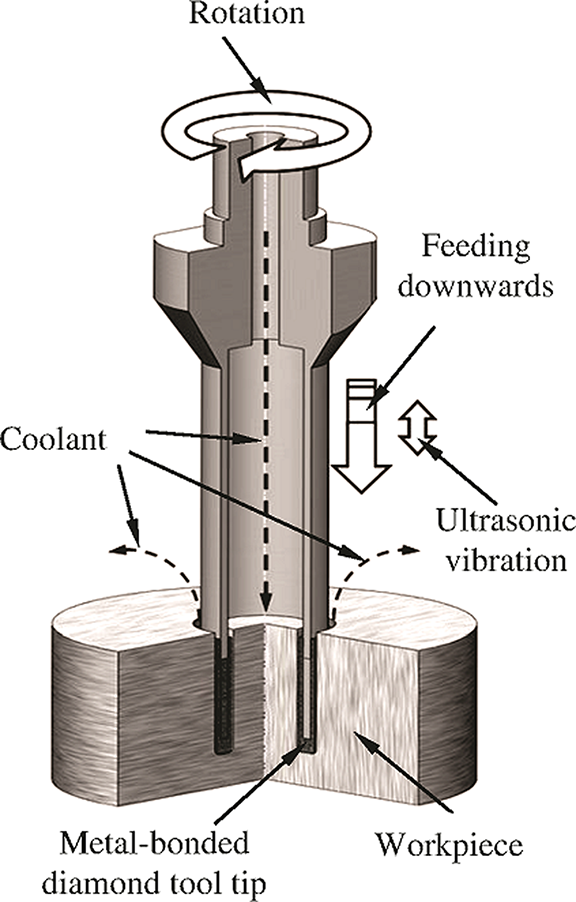 Rotation
Feeding
downwards
Coolant
Ultrasonic
vibration
Metal-bonded
diamond tool tip
Workpiece